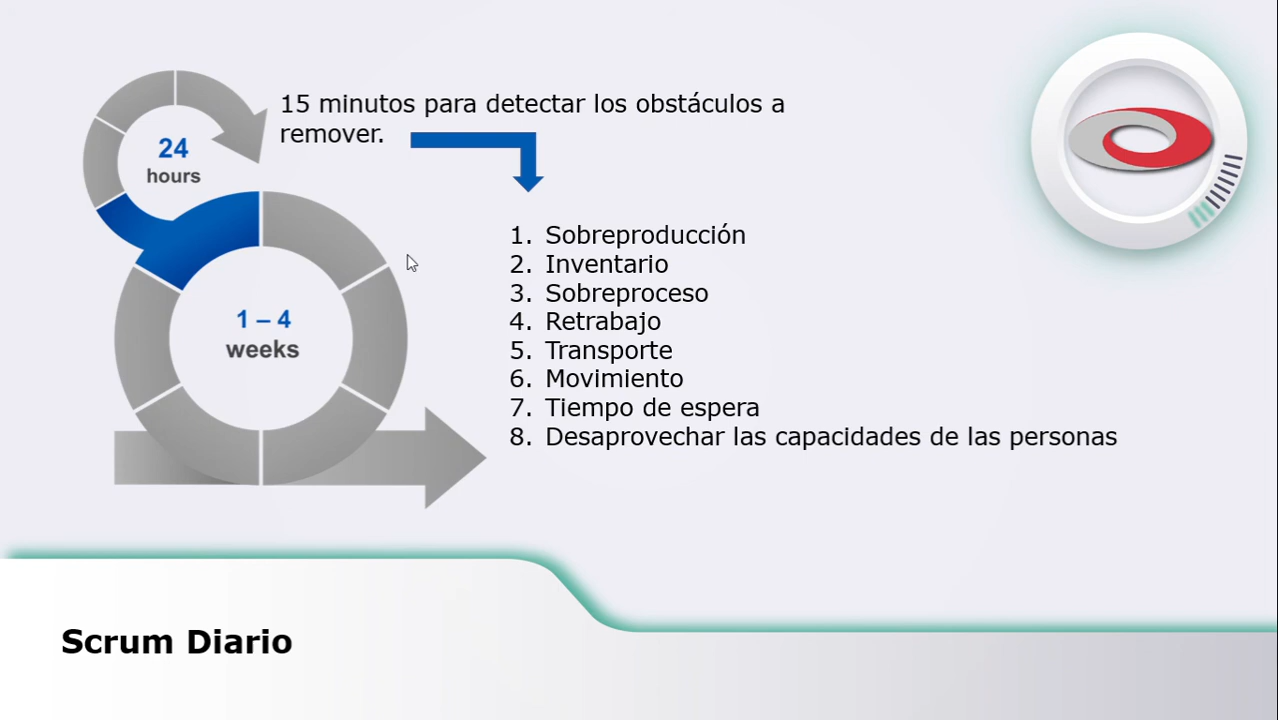 15 minutos para detectar los obstáculos a
remover.
24
hours
1 – 4
weeks
1. Sobreproducción
2. Inventario
3. Sobreproceso
4. Retrabajo
5. Transporte
6. Movimiento
7. Tiempo de espera
8. Desaprovechar las capacidades de las personas
Scrum Diario